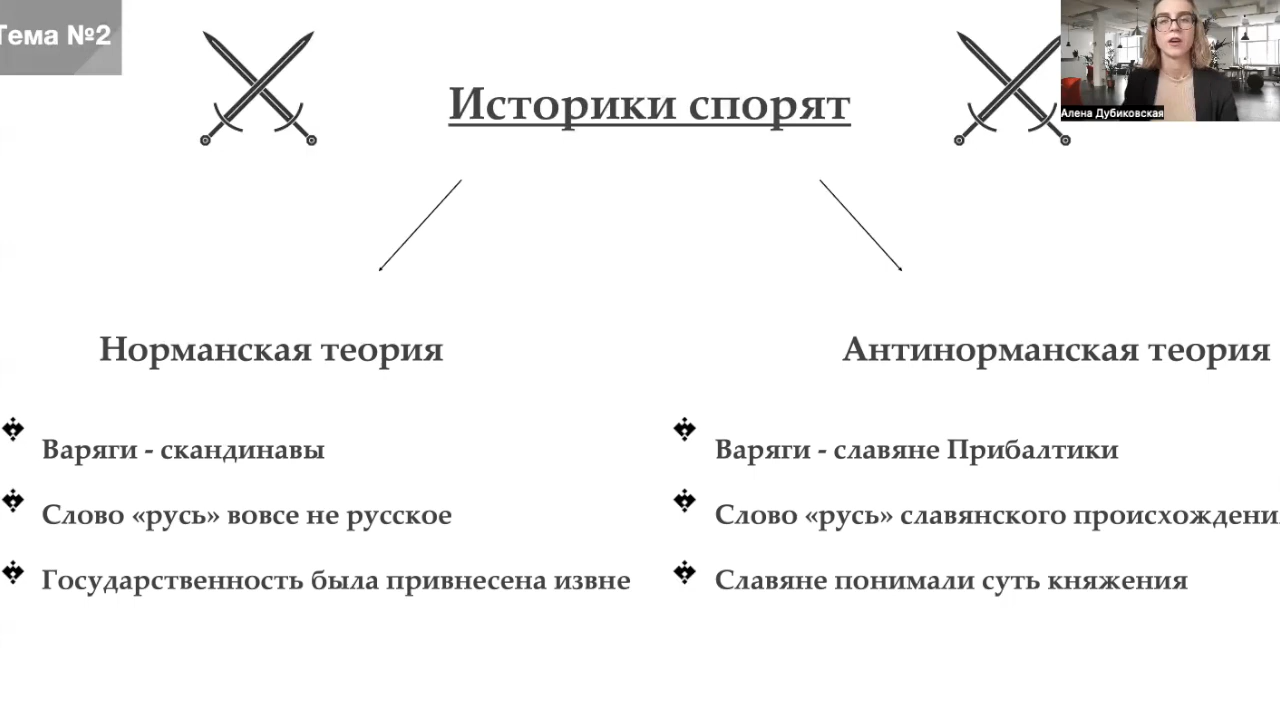 Тема №2
Историки спорят
Алена Дубиковская
Норманская теория
Антинорманская теория
Варяги - скандинавы
Слово «русь» вовсе не русское
Государственность была привнесена извне
Варяги - славяне Прибалтики
Слово «русь» славянского происхождени
Славяне понимали суть княжения